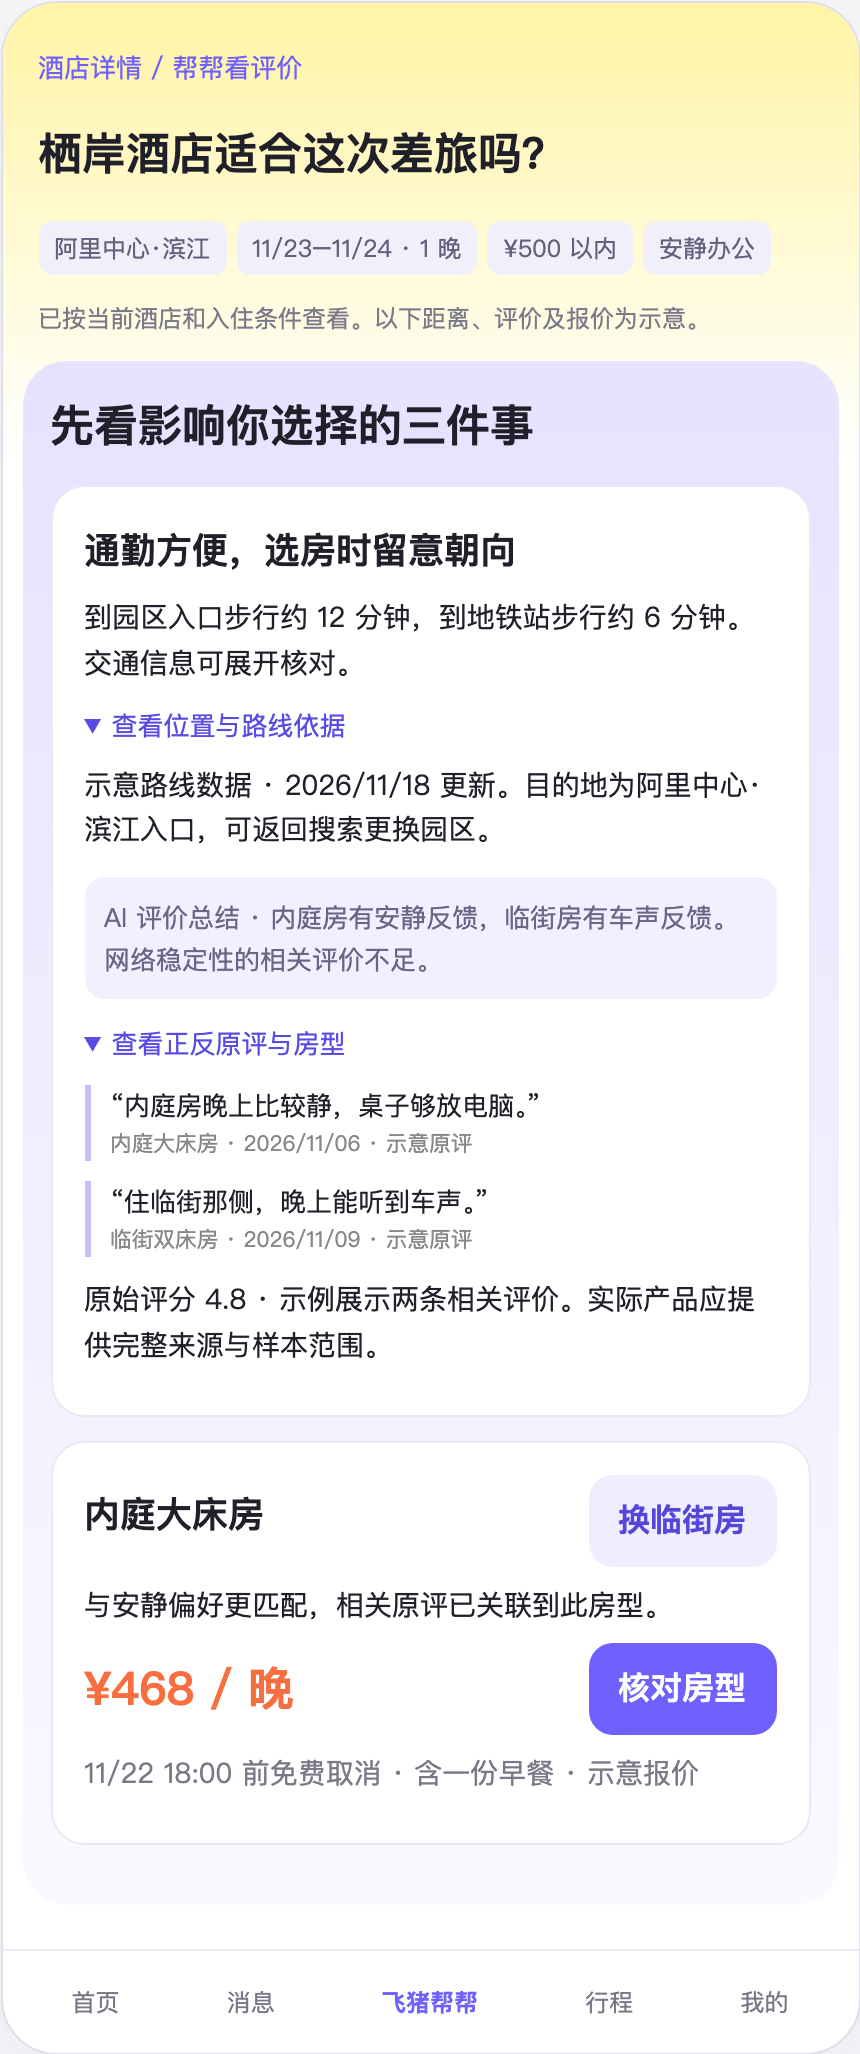 酒店详情 / 帮帮看评价
栖岸酒店适合这次差旅吗?
阿里中心·滨江
11/23—11/24 · 1 晚
¥500 以内
安静办公
已按当前酒店和入住条件查看。以下距离、评价及报价为示意。
先看影响你选择的三件事
通勤方便，选房时留意朝向
到园区入口步行约 12 分钟，到地铁站步行约 6 分钟。
交通信息可展开核对。
▼ 查看位置与路线依据
示意路线数据 · 2026/11/18 更新。目的地为阿里中心·
滨江入口，可返回搜索更换园区。
AI 评价总结 · 内庭房有安静反馈，临街房有车声反馈。
网络稳定性的相关评价不足。
▼ 查看正反原评与房型
“内庭房晚上比较静，桌子够放电脑。”
内庭大床房 · 2026/11/06 · 示意原评
“住临街那侧，晚上能听到车声。”
临街双床房 · 2026/11/09 · 示意原评
原始评分 4.8 · 示例展示两条相关评价。实际产品应提
供完整来源与样本范围。
内庭大床房
换临街房
与安静偏好更匹配，相关原评已关联到此房型。
¥468 / 晚
核对房型
11/22 18:00 前免费取消 · 含一份早餐 · 示意报价
首页
消息
飞猪帮帮
行程
我的